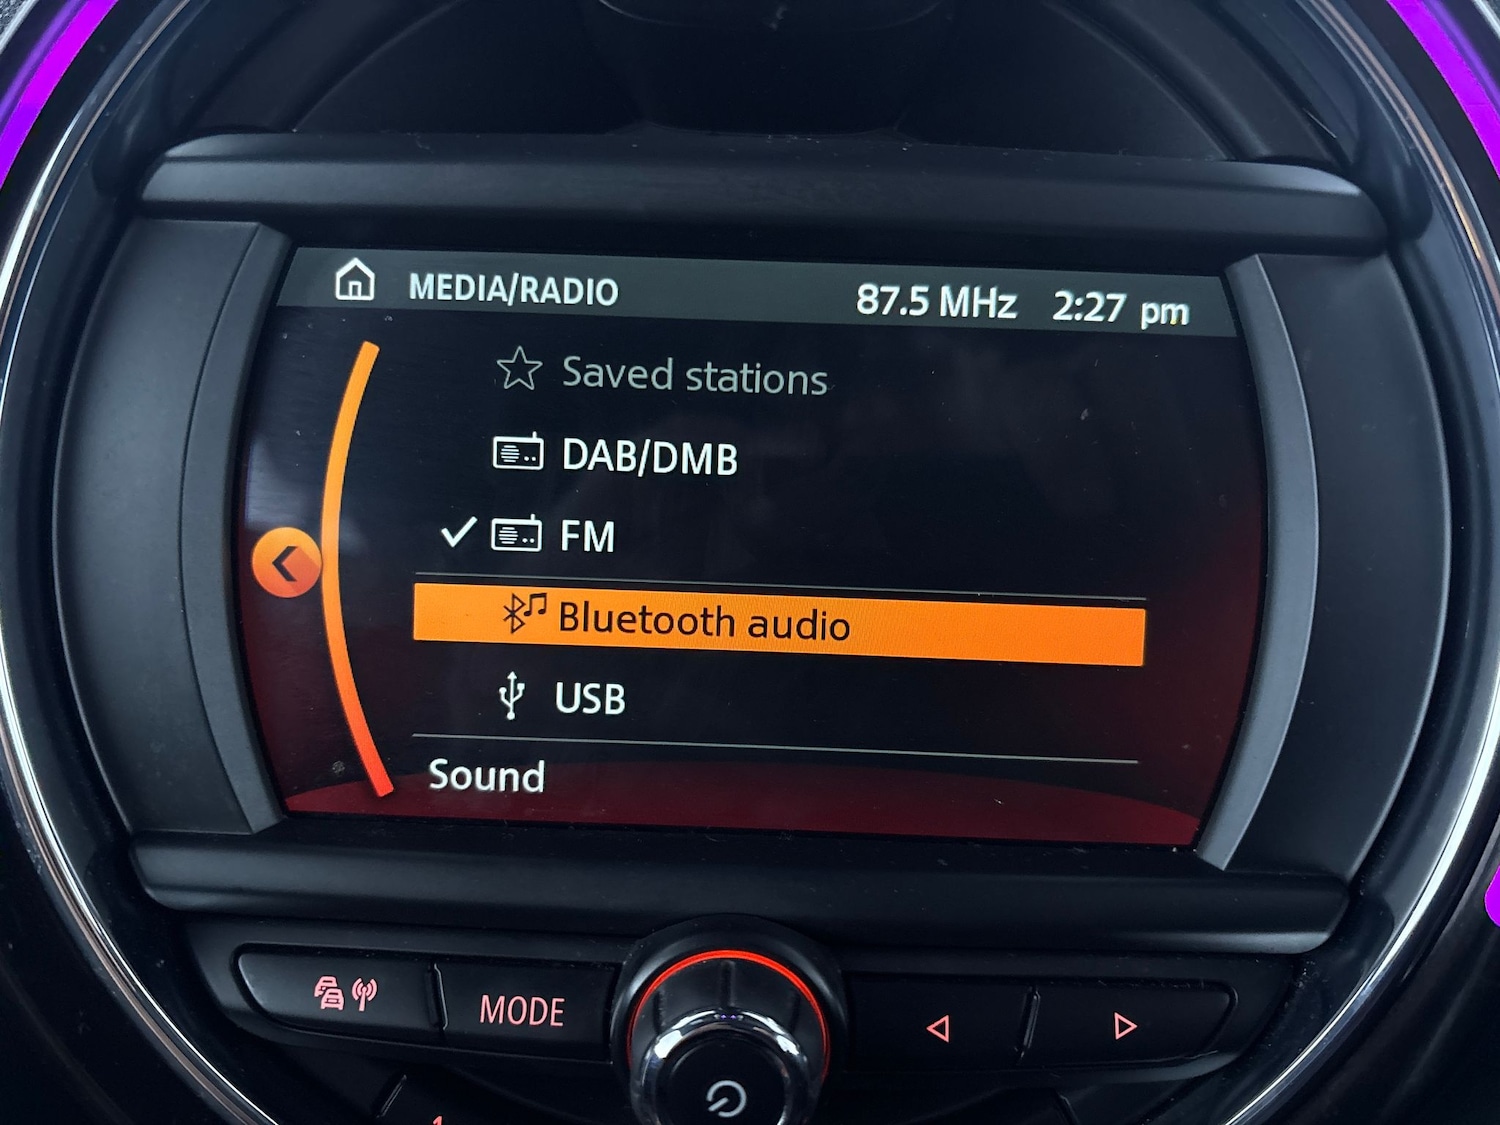 MEDIA/RADIO 87.5 MHz 2:27 pm
Saved stations
DAB/DMB
FM
Bluetooth audio
USB
Sound
MODE